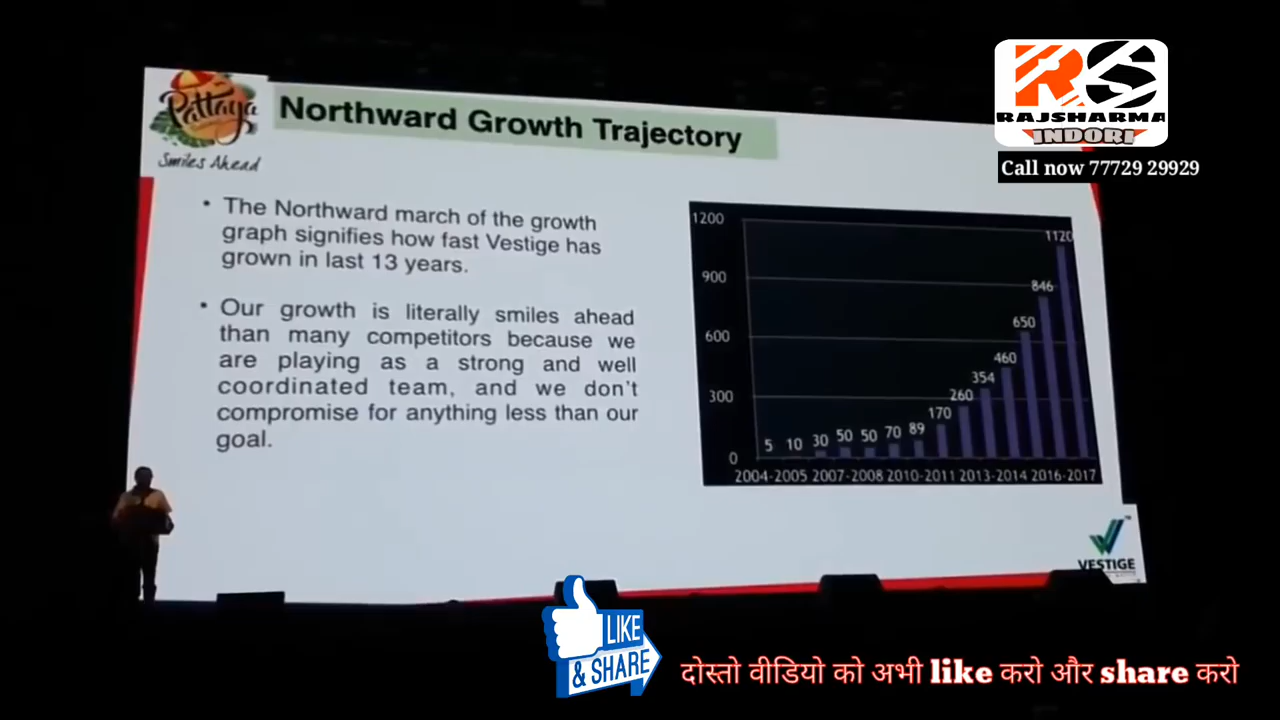 Pattaya
Smiles Ahead
Northward Growth Trajectory
RS
RAJSHARMA
INDORI
Call now 77729 29929
• The Northward march of the growth
graph signifies how fast Vestige has
grown in last 13 years.
• Our growth is literally smiles ahead
than many competitors because we
are playing as a strong and well
coordinated team, and we don't
compromise for anything less than our
goal.
1200
900
600
300
0
5 10 30 50 50 70 89 170 260 354 460 650 846 1120
2004-2005 2007-2008 2010-2011 2013-2014 2016-2017
VESTIGE
LIKE
& SHARE
दोस्तो वीडियो को अभी like करो और share करो